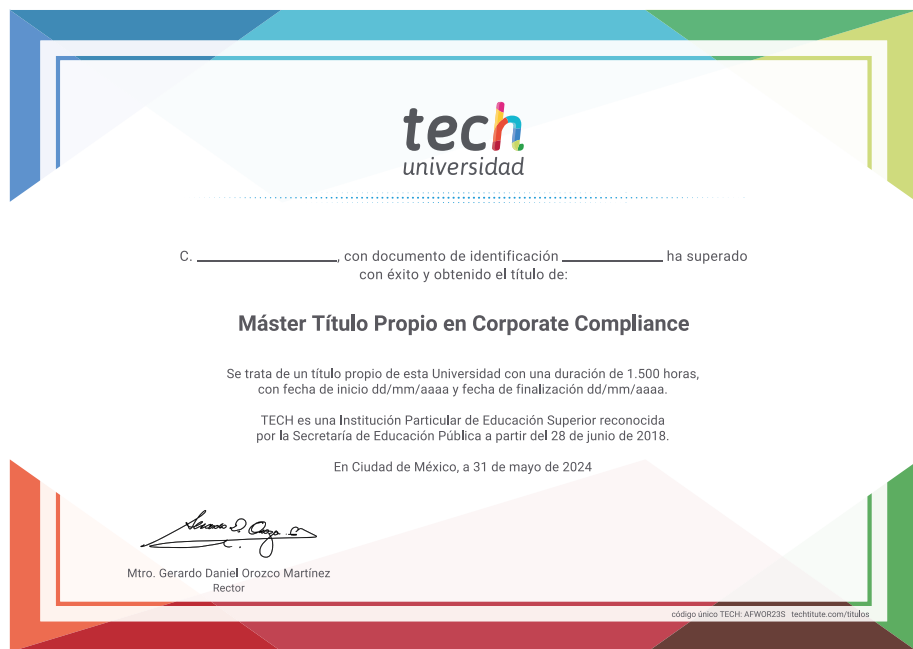 tech
universidad
C. ____________, con documento de identificación ____________ ha superado
con éxito y obtenido el título de:
Máster Título Propio en Corporate Compliance
Se trata de un título propio de esta Universidad con una duración de 1.500 horas,
con fecha de inicio dd/mm/aaaa y fecha de finalización dd/mm/aaaa.
TECH es una Institución Particular de Educación Superior reconocida
por la Secretaría de Educación Pública a partir del 28 de junio de 2018.
En Ciudad de México, a 31 de mayo de 2024
Mtro. Gerardo Daniel Orozco Martínez
Rector
código único TECH: AFWOR23S techtitute.com/titulos